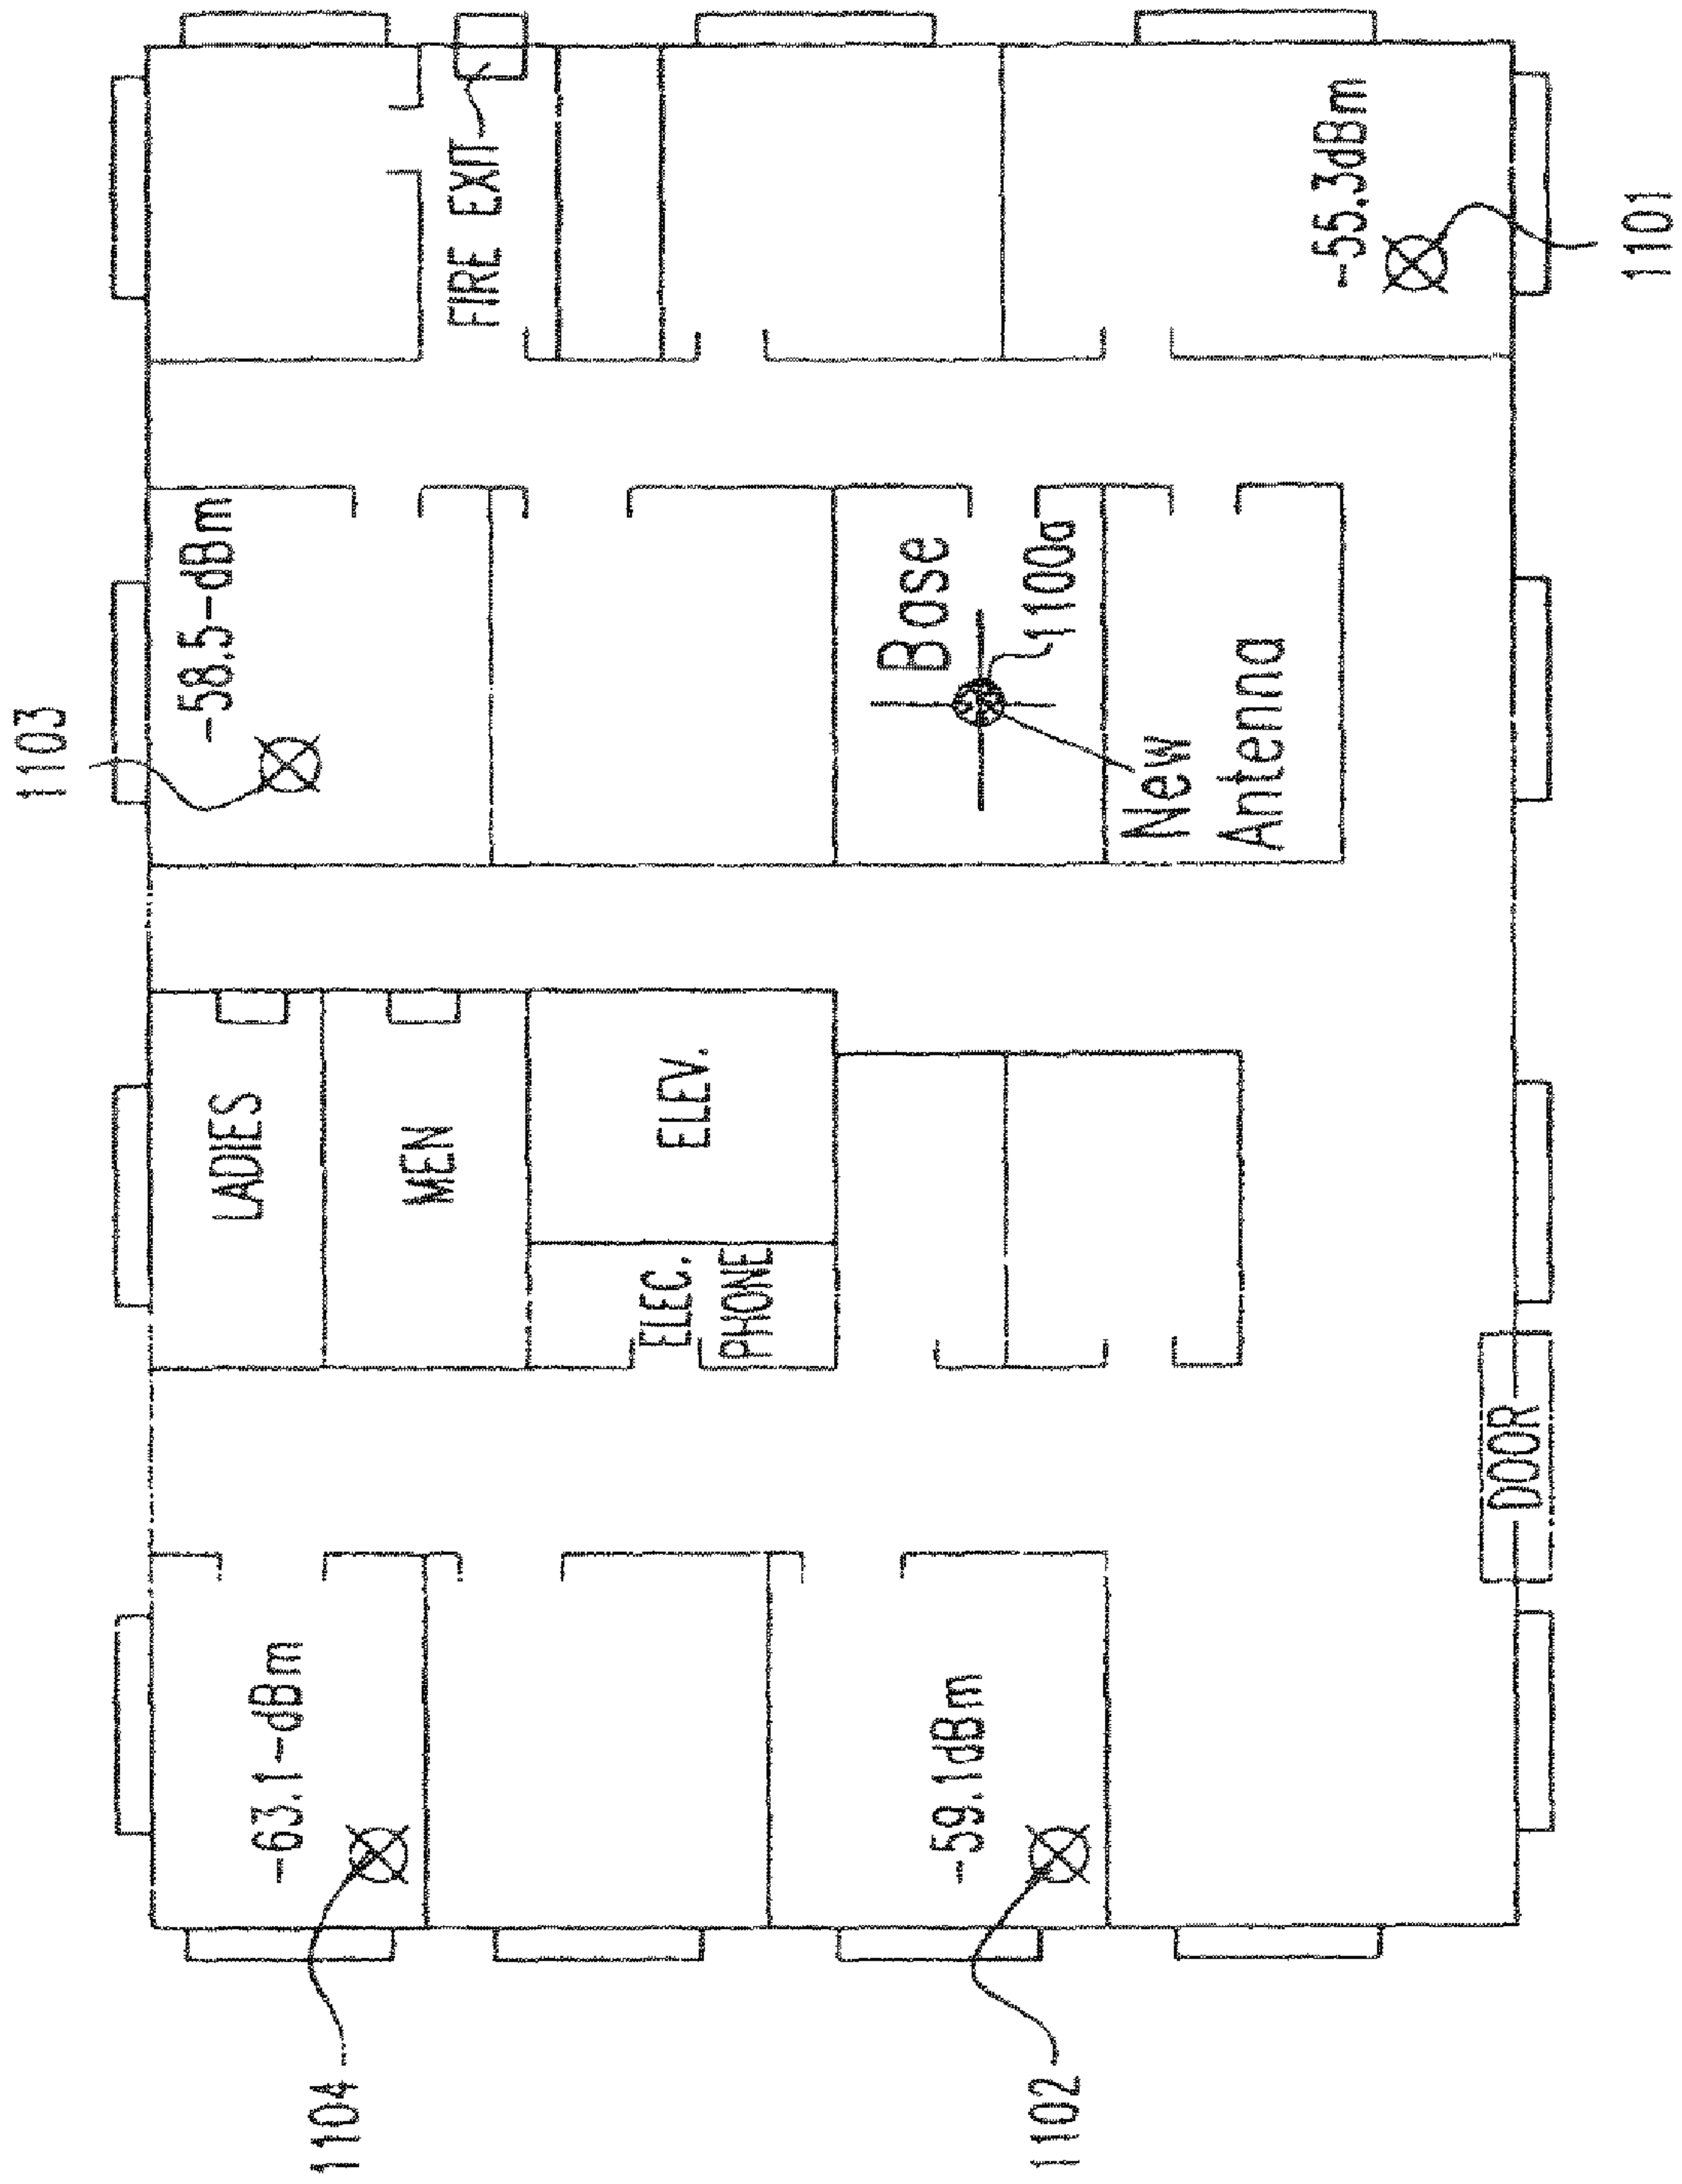 1103
-58.5-dBm
LADIES
-63.1-dBm
1104
MEN
FIRE EXIT
ELEC.
PHONE
ELEV.
Base
-59.1dBm
1102
1100a
New
Antenna
-55.3dBm
DOOR
1101